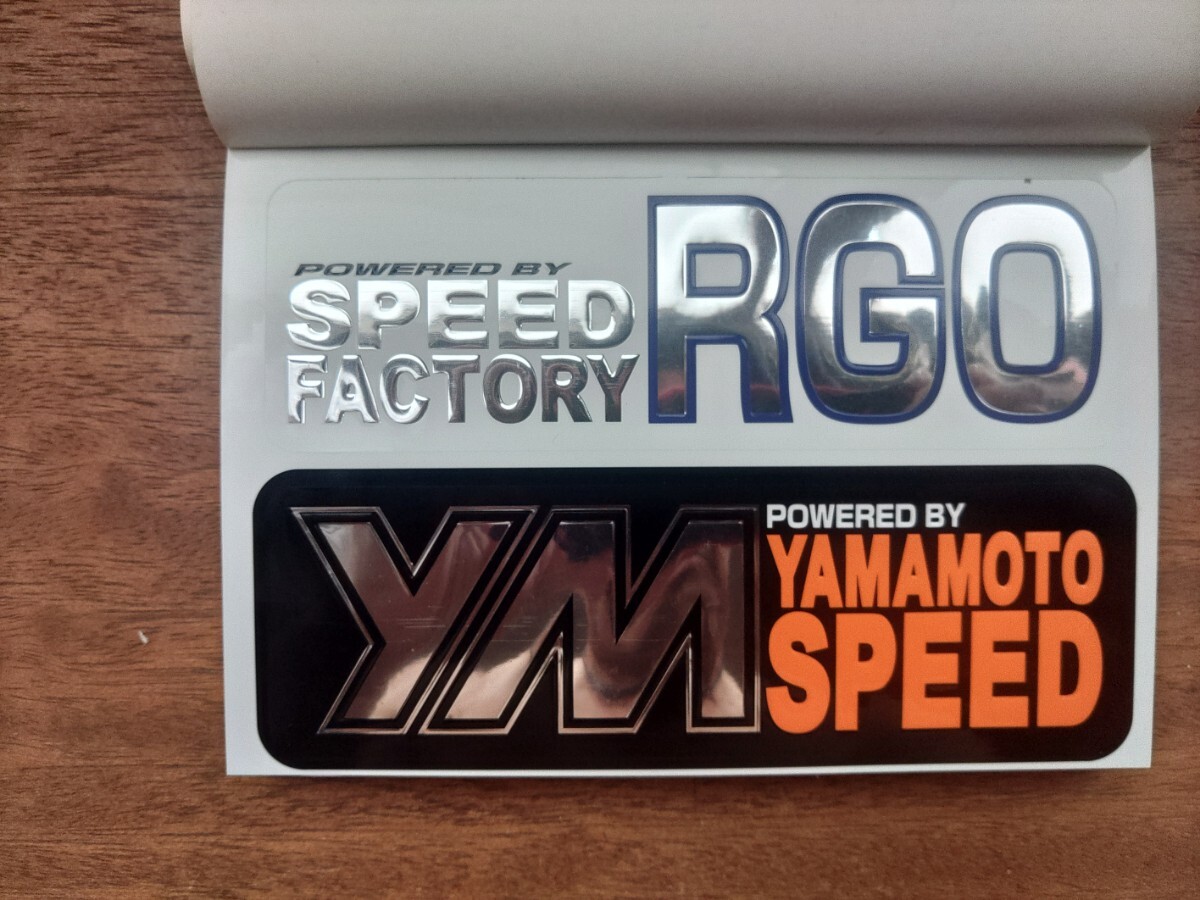 POWERED BY
SPEED
FACTORY
RGO
YM
POWERED BY
YAMAMOTO
SPEED